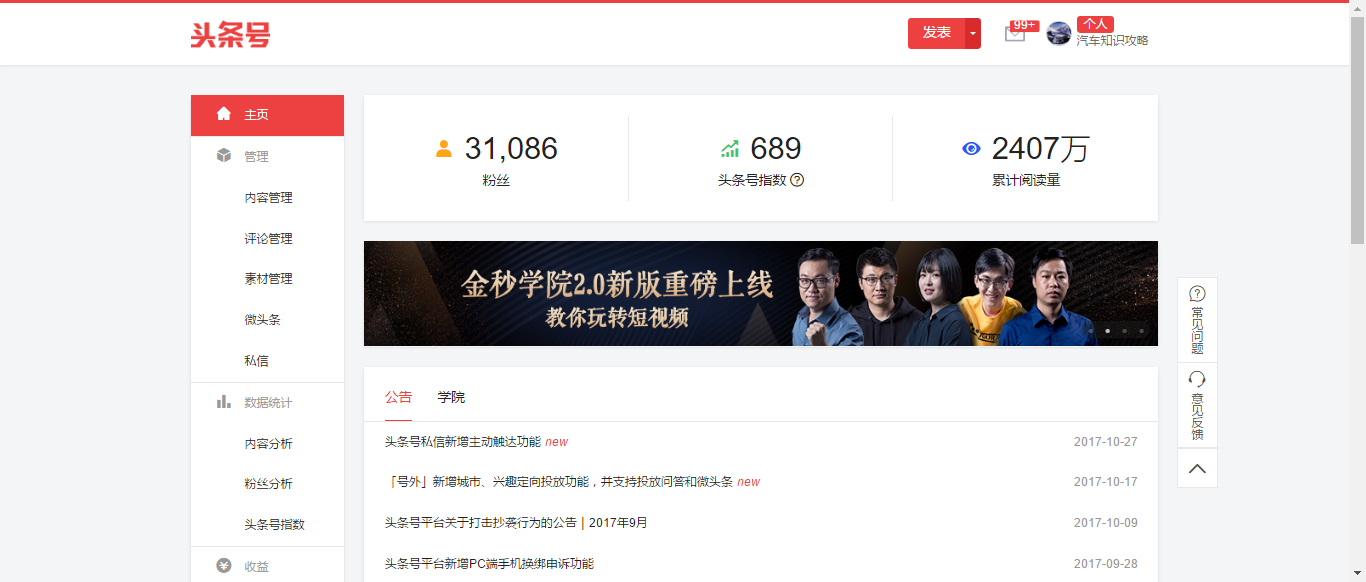 头条号
发表
99+
个人
汽车知识攻略
主页
管理
内容管理
评论管理
素材管理
微头条
私信
数据统计
内容分析
粉丝分析
头条号指数
收益
31,086
粉丝
689
头条号指数
2407万
累计阅读量
金秒学院2.0新版重磅上线
教你玩转短视频
公告 学院
头条号私信新增主动触达功能 new 2017-10-27
「号外」新增城市、兴趣定向投放功能，并支持投放问答和微头条 new 2017-10-17
头条号平台关于打击抄袭行为的公告 | 2017年9月 2017-10-09
头条号平台新增PC端手机换绑申诉功能 2017-09-28
常见问题
意见反馈